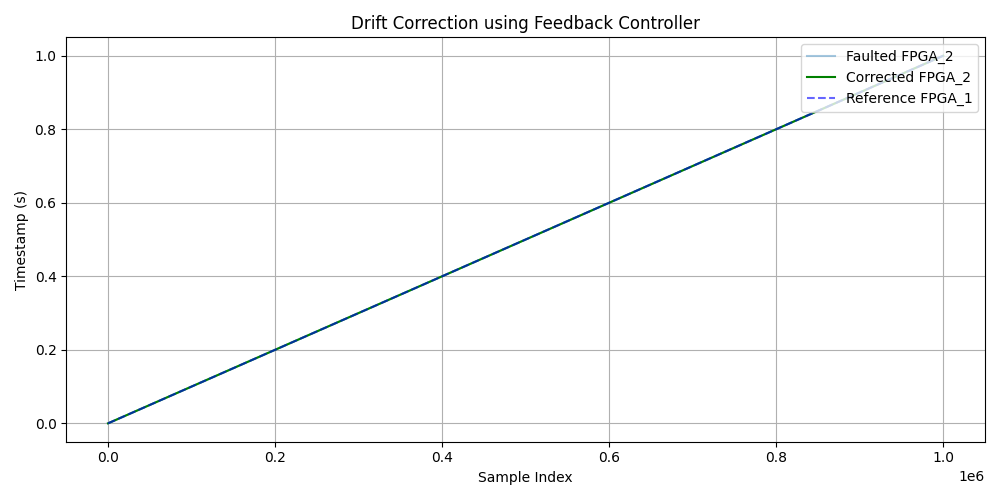 Drift Correction using Feedback Controller
Faulted FPGA_2
Corrected FPGA_2
Reference FPGA_1
Timestamp (s)
1.0
0.8
0.6
0.4
0.2
0.0
0.0 0.2 0.4 0.6 0.8 1.0
1e6
Sample Index